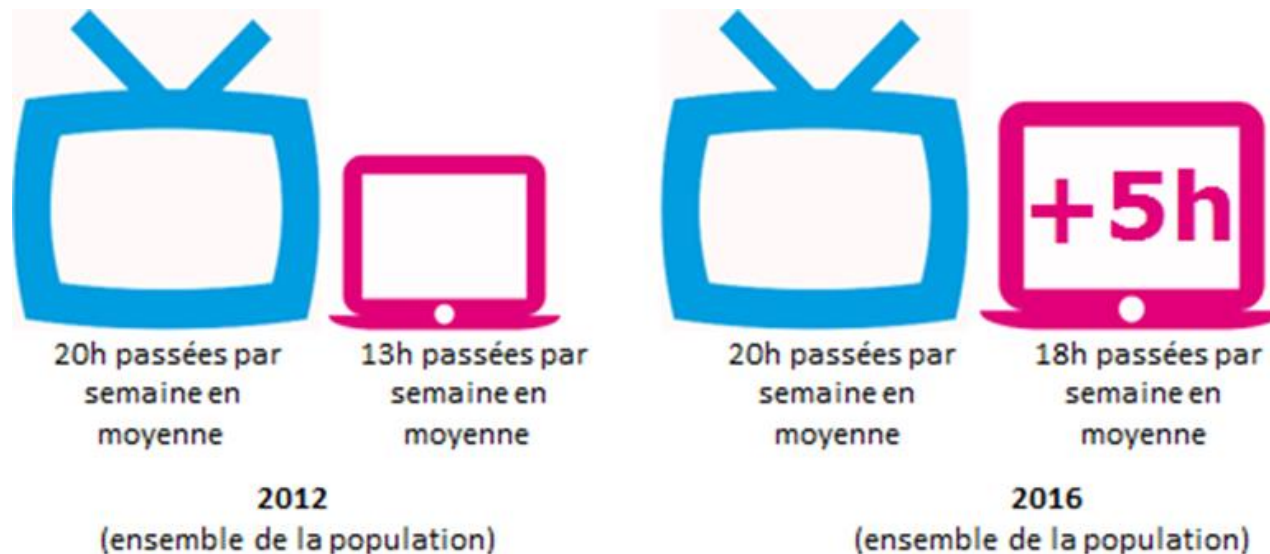 +5h
20h passées par
semaine en
moyenne
13h passées par
semaine en
moyenne
20h passées par
semaine en
moyenne
18h passées par
semaine en
moyenne
2012
(ensemble de la population)
2016
(ensemble de la population)